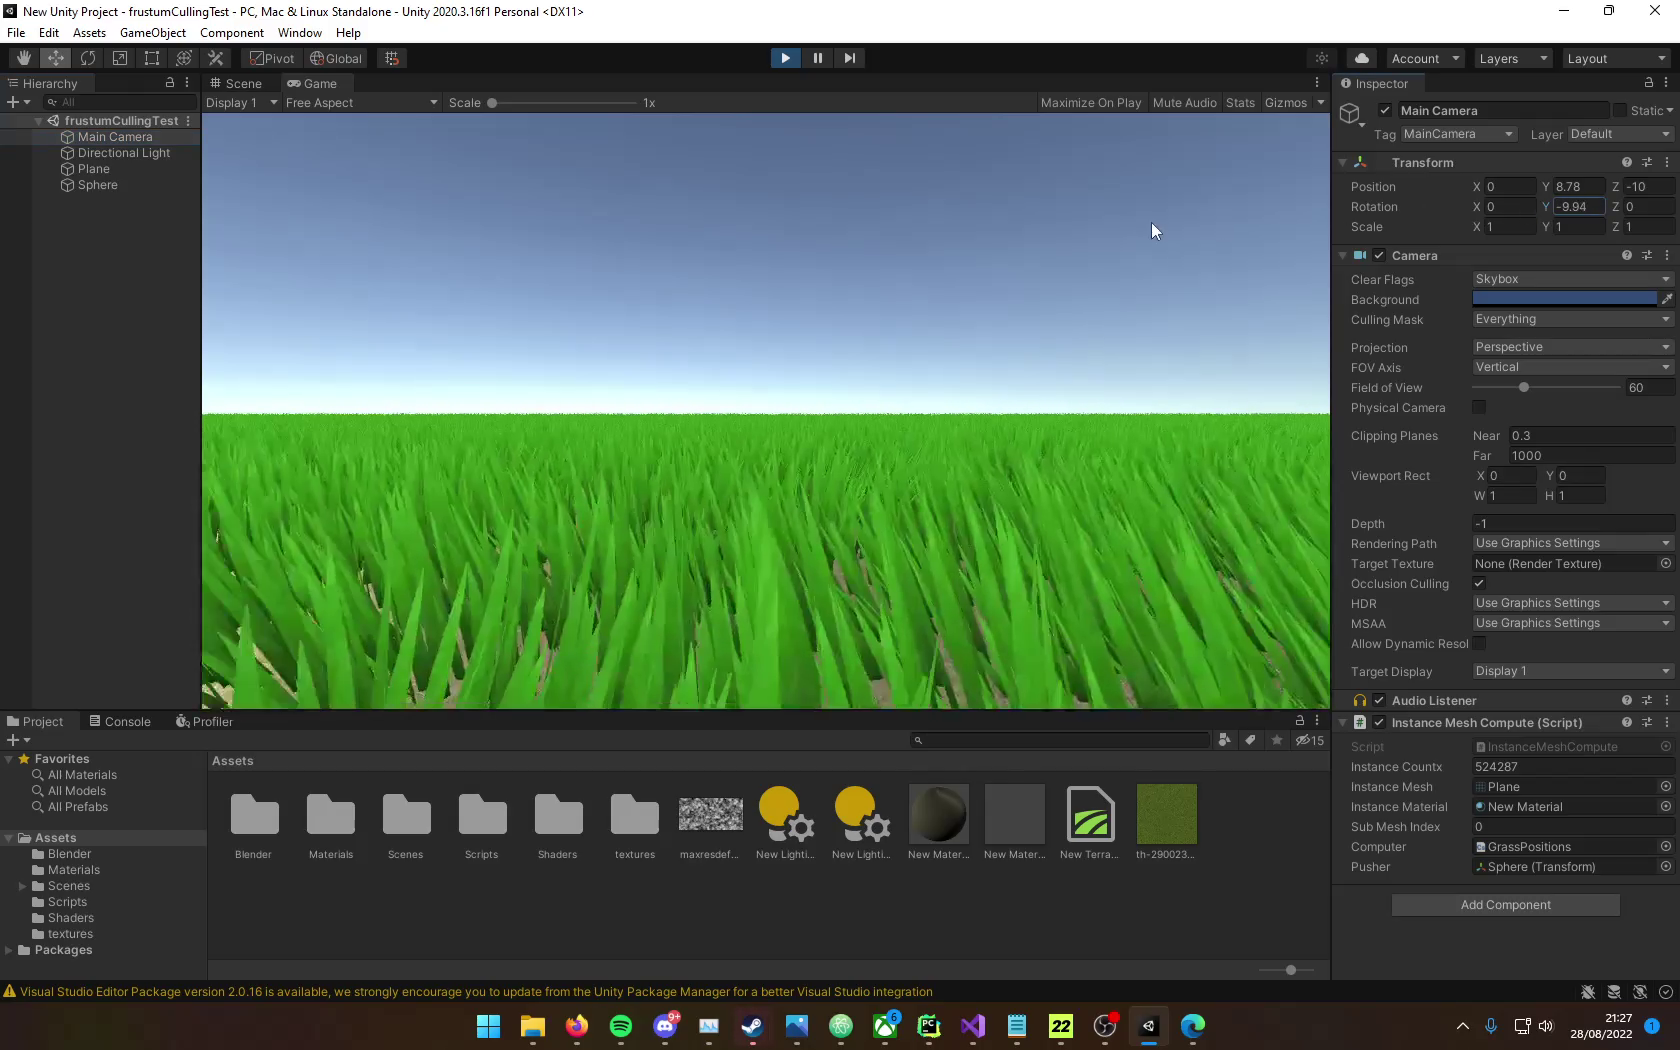 New Unity Project - frustumCullingTest - PC, Mac & Linux Standalone - Unity 2020.3.16f1 Personal <DX11>
File Edit Assets GameObject Component Window Help
Pivot Global Account Layers Layout
Hierarchy Scene Game Inspector
All
Display 1 Free Aspect Scale 1x Maximize On Play Mute Audio Stats Gizmos
frustumCullingTest
Main Camera
Directional Light
Plane
Sphere
Main Camera Static
Tag MainCamera Layer Default
Transform
Position X 0 Y 8.78 Z -10
Rotation X 0 Y -9.94 Z 0
Scale X 1 Y 1 Z 1
Camera
Clear Flags Skybox
Background
Culling Mask Everything
Projection Perspective
FOV Axis Vertical
Field of View 60
Physical Camera
Clipping Planes Near 0.3
Far 1000
Viewport Rect X 0 Y 0
W 1 H 1
Depth -1
Rendering Path Use Graphics Settings
Target Texture None (Render Texture)
Occlusion Culling
HDR Use Graphics Settings
MSAA Use Graphics Settings
Allow Dynamic Resol
Target Display Display 1
Audio Listener
Instance Mesh Compute (Script)
Script InstanceMeshCompute
Instance Countx 524287
Instance Mesh Plane
Instance Material New Material
Sub Mesh Index 0
Computer GrassPositions
Pusher Sphere (Transform)
Add Component
Project Console Profiler
15
Favorites
All Materials
All Models
All Prefabs
Assets
Blender
Materials
Scenes
Scripts
Shaders
textures
Packages
Assets
Blender Materials Scenes Scripts Shaders textures maxresdef... New Lighti... New Lighti... New Mater... New Mater... New Terra... th-290023...
Visual Studio Editor Package version 2.0.16 is available, we strongly encourage you to update from the Unity Package Manager for a better Visual Studio integration
9+ 6 PC 22
21:27
28/08/2022
1